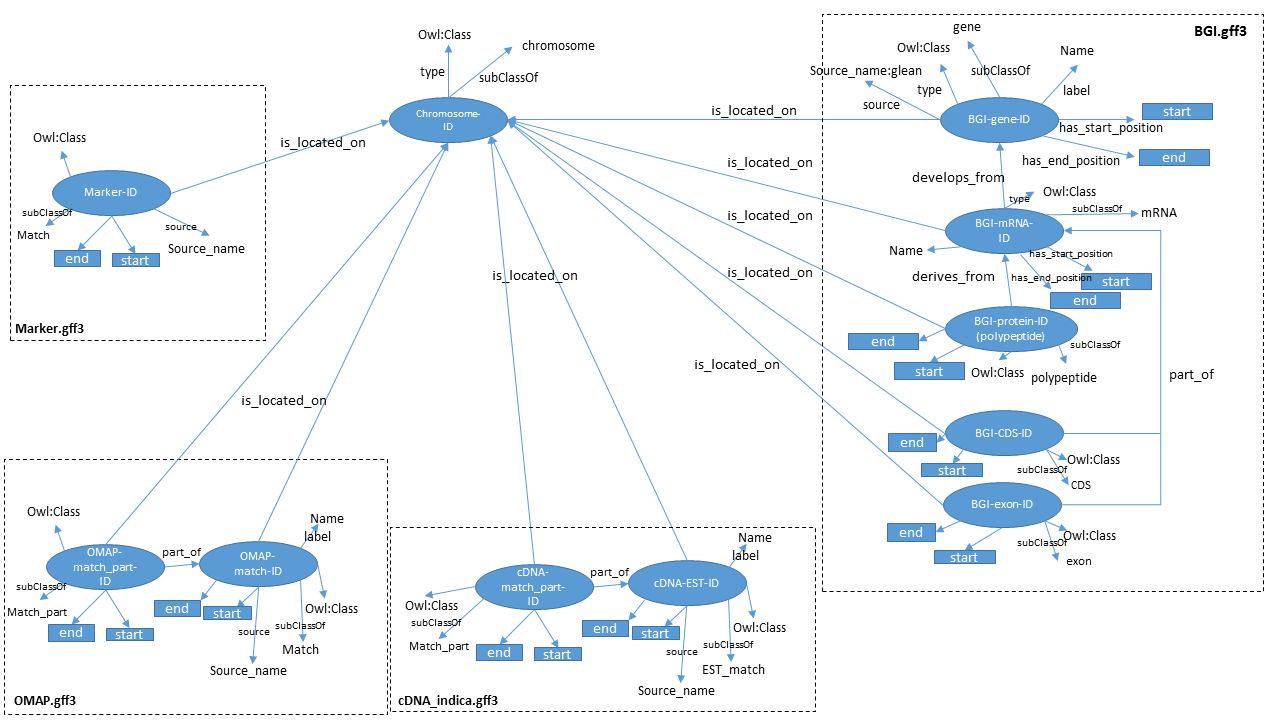 Owl:Class
chromosome
type
subClassOf
Chromosome-
ID
BGI.gff3
gene
Owl:Class
Name
subClassOf
Source_name:glean
type
label
source
BGI-gene-ID
start
has_start_position
has_end_position
end
is_located_on
develops_from
type
Owl:Class
subClassOf
mRNA
BGI-mRNA-
ID
Name
has_start_position
has_end_position
start
end
is_located_on
derives_from
BGI-protein-ID
(polypeptide)
end
start
Owl:Class
subClassOf
polypeptide
is_located_on
part_of
BGI-CDS-ID
end
start
subClassOf
Owl:Class
CDS
is_located_on
BGI-exon-ID
end
start
subClassOf
Owl:Class
exon
is_located_on
is_located_on
Owl:Class
Marker-ID
subClassOf
Match
source
Source_name
end
start
Marker.gff3
is_located_on
is_located_on
Owl:Class
OMAP-
match_part-
ID
part_of
OMAP-
match-ID
Name
label
subClassOf
Match_part
end
start
end
start
Owl:Class
source
subClassOf
Match
Source_name
OMAP.gff3
cDNA-
match_part-
ID
part_of
cDNA-EST-ID
Name
label
Owl:Class
subClassOf
Match_part
end
start
end
start
Owl:Class
source
subClassOf
EST_match
Source_name
cDNA_indica.gff3